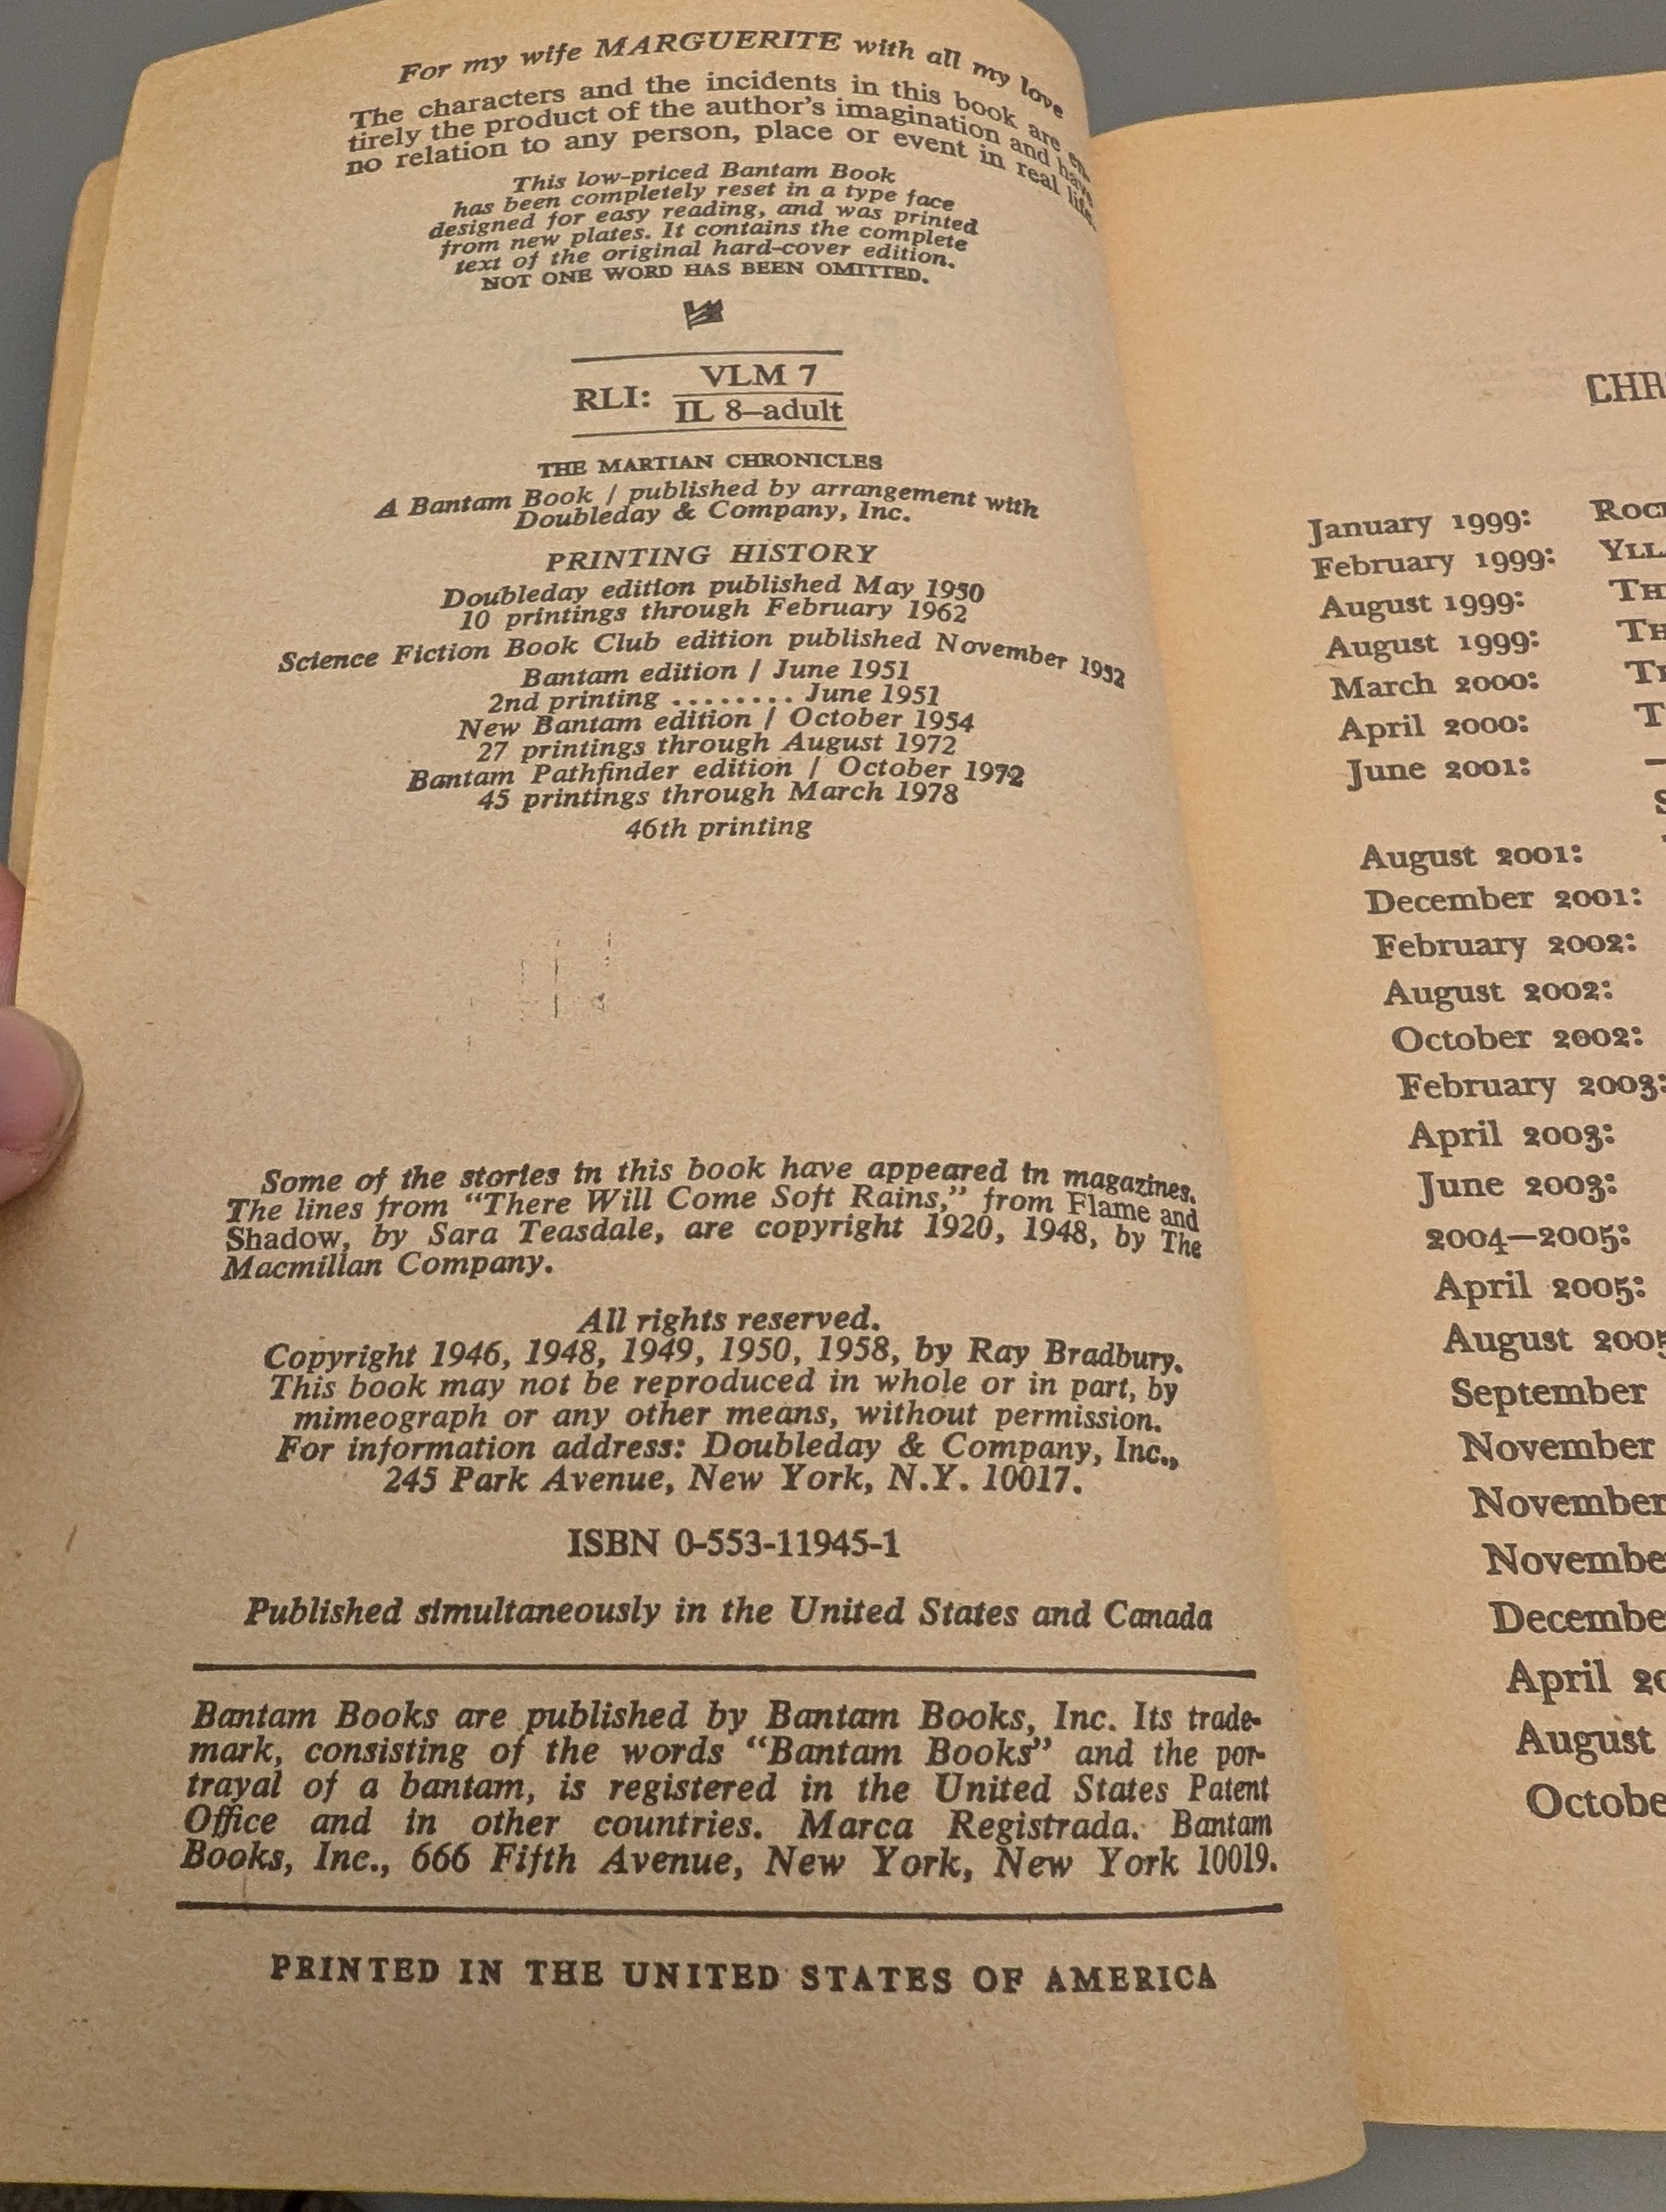 For my wife MARGUERITE with all my love
The characters and the incidents in this book are en-
tirely the product of the author's imagination and have
no relation to any person, place or event in real life.
This low-priced Bantam Book
has been completely reset in a type face
designed for easy reading, and was printed
from new plates. It contains the complete
text of the original hard-cover edition.
NOT ONE WORD HAS BEEN OMITTED.
RLI: VLM 7
IL 8–adult
THE MARTIAN CHRONICLES
A Bantam Book / published by arrangement with
Doubleday & Company, Inc.
PRINTING HISTORY
Doubleday edition published May 1950
10 printings through February 1962
Science Fiction Book Club edition published November 1952
Bantam edition / June 1951
2nd printing ........ June 1951
New Bantam edition / October 1954
27 printings through August 1972
Bantam Pathfinder edition / October 1972
45 printings through March 1978
46th printing
Some of the stories in this book have appeared in magazines.
The lines from "There Will Come Soft Rains," from Flame and
Shadow, by Sara Teasdale, are copyright 1920, 1948, by The
Macmillan Company.
All rights reserved.
Copyright 1946, 1948, 1949, 1950, 1958, by Ray Bradbury.
This book may not be reproduced in whole or in part, by
mimeograph or any other means, without permission.
For information address: Doubleday & Company, Inc.,
245 Park Avenue, New York, N.Y. 10017.
ISBN 0-553-11945-1
Published simultaneously in the United States and Canada
Bantam Books are published by Bantam Books, Inc. Its trade-
mark, consisting of the words "Bantam Books" and the por-
trayal of a bantam, is registered in the United States Patent
Office and in other countries. Marca Registrada. Bantam
Books, Inc., 666 Fifth Avenue, New York, New York 10019.
PRINTED IN THE UNITED STATES OF AMERICA
CHR
January 1999: ROC
February 1999: YLL
August 1999: TH
August 1999: TH
March 2000: T
April 2000: T
June 2001: —
S
August 2001:
December 2001:
February 2002:
August 2002:
October 2002:
February 2003:
April 2003:
June 2003:
2004–2005:
April 2005:
August 2005
September
November
November
Novembe
Decembe
April 20
August
Octobe